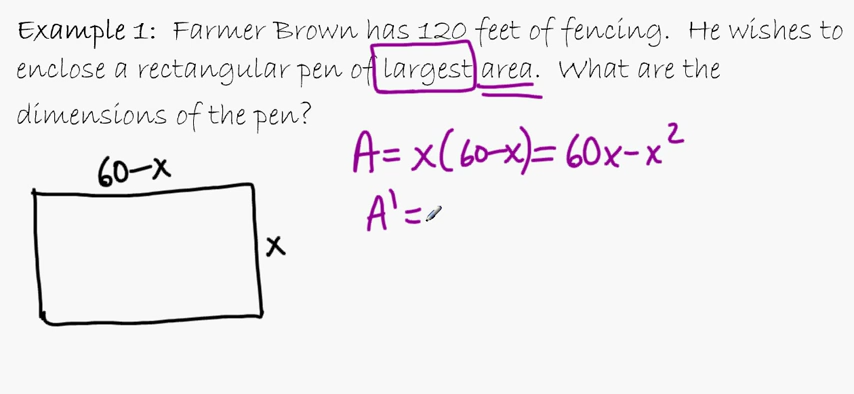 Example 1: Farmer Brown has 120 feet of fencing. He wishes to
enclose a rectangular pen of largest area. What are the
dimensions of the pen?
A = x(60-x) = 60x - x²
60-x
A' =
x